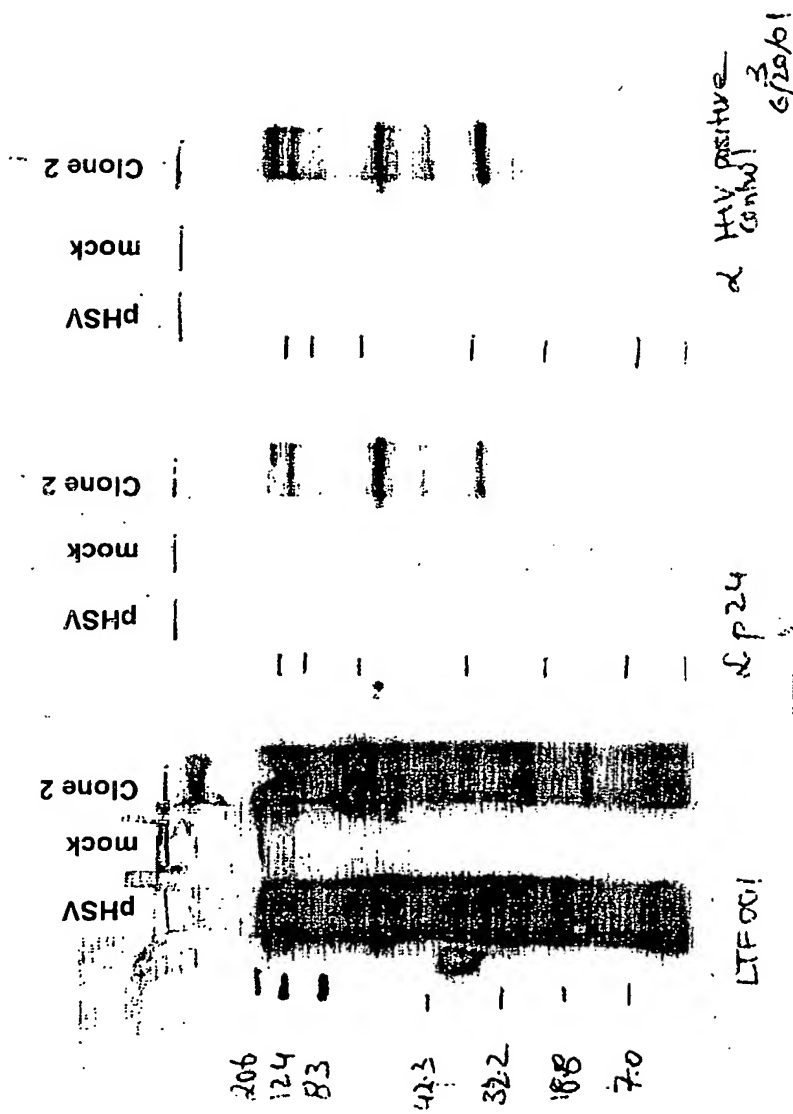 pHSV
mock
Clone 2
pHSV
mock
Clone 2
pHSV
mock
Clone 2
206
124
83
42.3
32.2
18.8
7.0
LTF001
α p24
α HIV positive
control
3
6/20/01